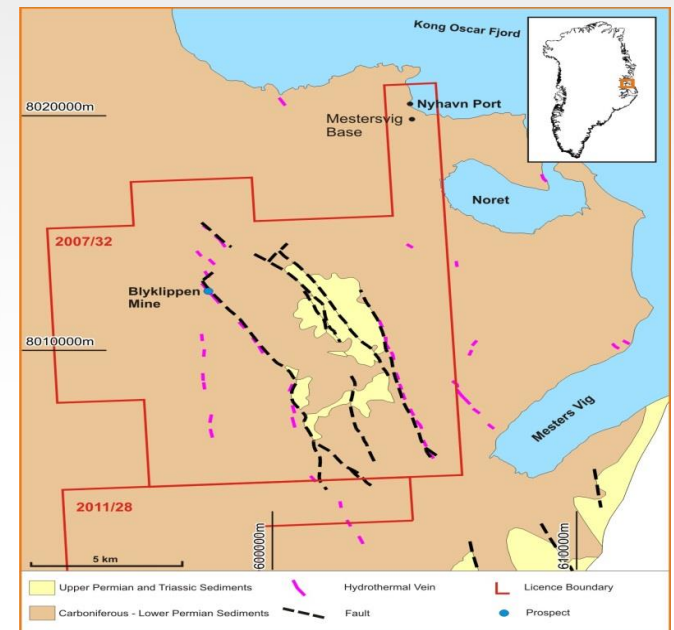 Kong Oscar Fjord
8020000m
Nyhavn Port
Mestersvig
Base
Noret
2007/32
Blyklippen
Mine
8010000m
Mesters Vig
2011/28
600000m
610000m
5 km
Upper Permian and Triassic Sediments
Hydrothermal Vein
Licence Boundary
Carboniferous - Lower Permian Sediments
Fault
Prospect